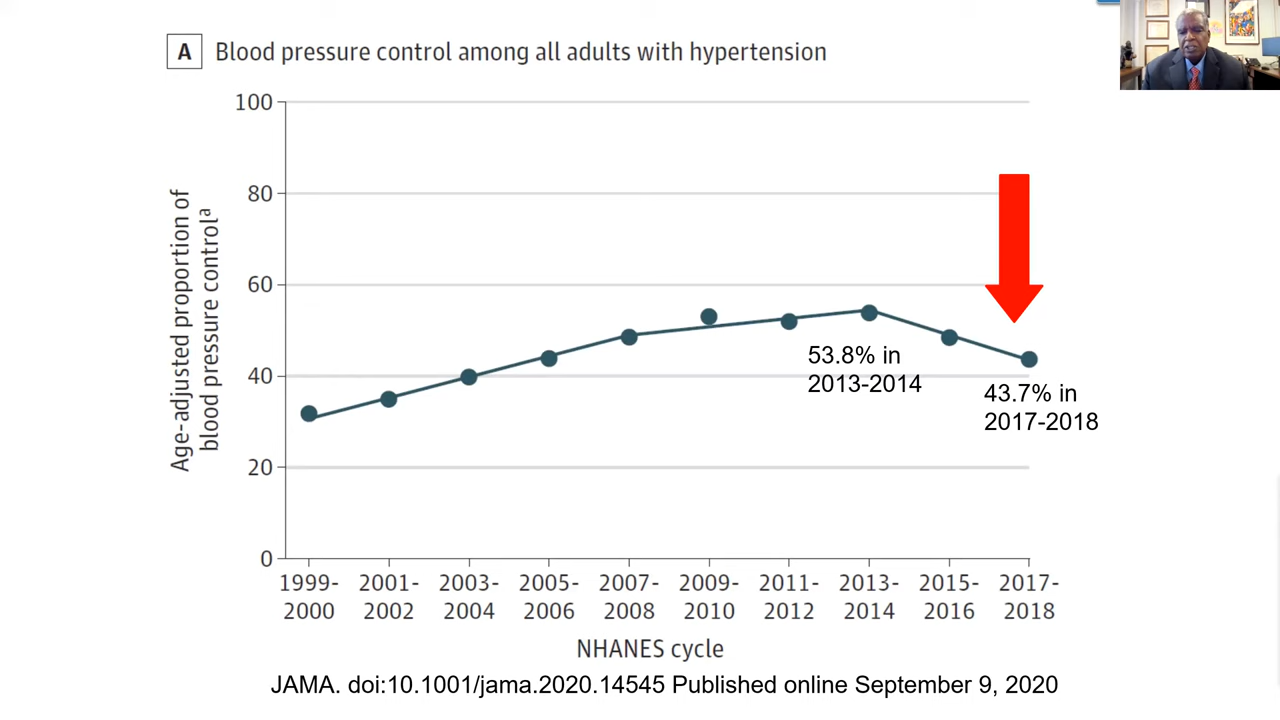 A Blood pressure control among all adults with hypertension
Age-adjusted proportion of
blood pressure controlᵃ
100
80
60
40
20
0
53.8% in
2013-2014
43.7% in
2017-2018
1999- 2001- 2003- 2005- 2007- 2009- 2011- 2013- 2015- 2017-
2000 2002 2004 2006 2008 2010 2012 2014 2016 2018
NHANES cycle
JAMA. doi:10.1001/jama.2020.14545 Published online September 9, 2020